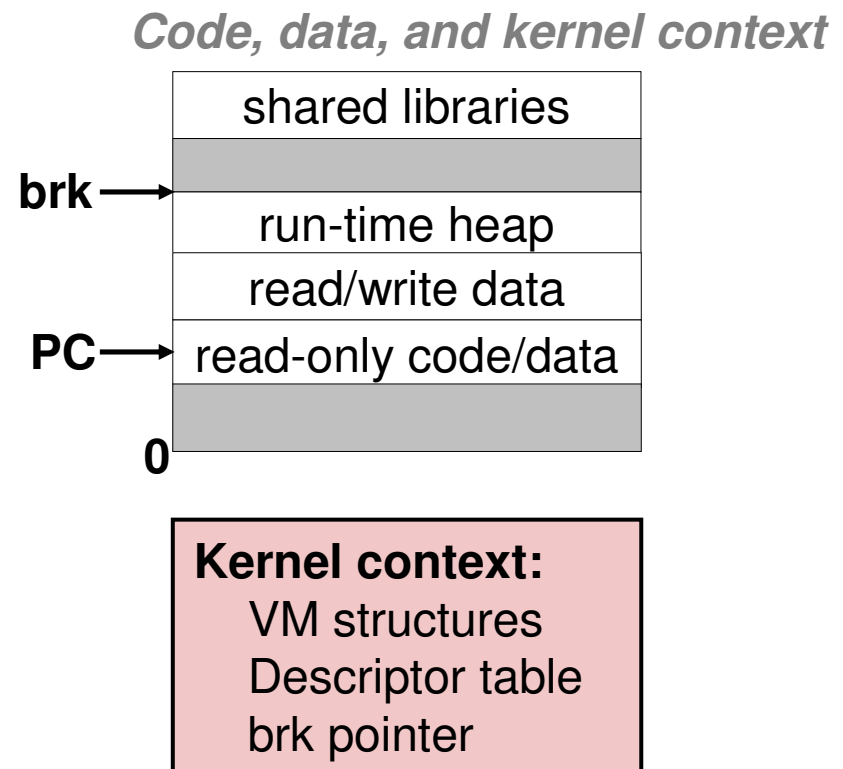 Code, data, and kernel context
shared libraries
brk
run-time heap
read/write data
PC
read-only code/data
0
Kernel context:
VM structures
Descriptor table
brk pointer